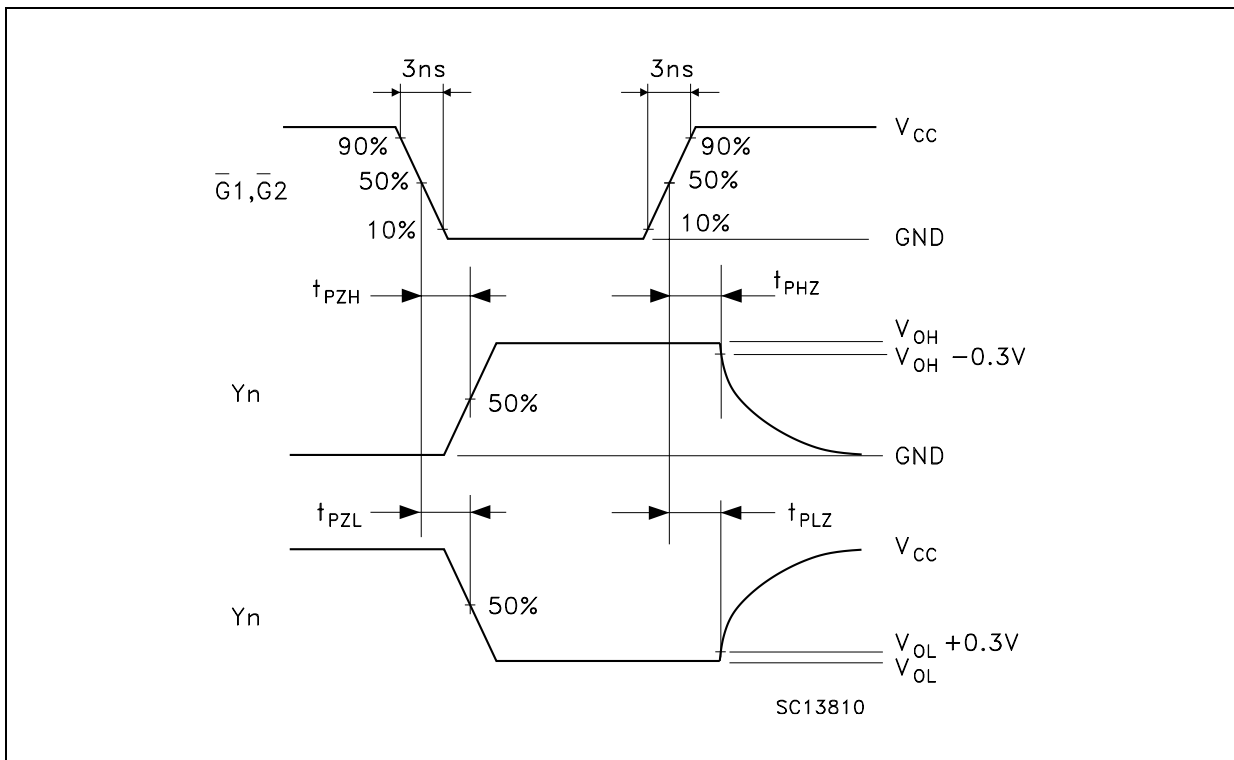 3ns 3ns
V_CC
90% 90%
G̅1,G̅2 50% 50%
10% 10%
GND
t_PZH t_PHZ
V_OH
V_OH −0.3V
Yn 50%
GND
t_PZL t_PLZ
V_CC
Yn 50%
V_OL +0.3V
V_OL
SC13810